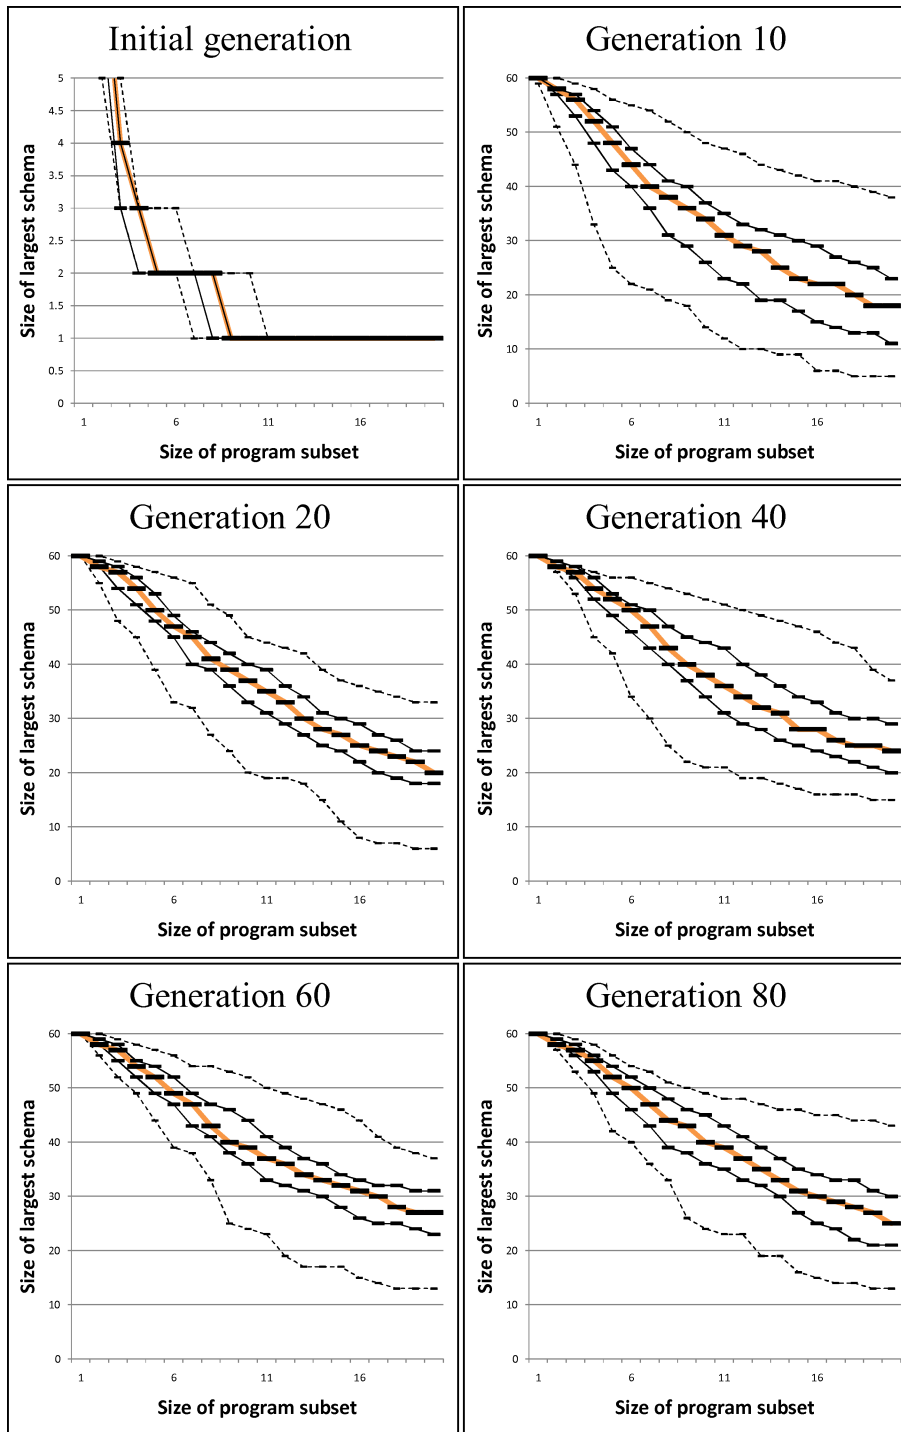 Initial generation
Size of largest schema
5
4.5
4
3.5
3
2.5
2
1.5
1
0.5
0
1 6 11 16
Size of program subset
Generation 10
Size of largest schema
60
50
40
30
20
10
0
1 6 11 16
Size of program subset
Generation 20
Size of largest schema
60
50
40
30
20
10
0
1 6 11 16
Size of program subset
Generation 40
Size of largest schema
60
50
40
30
20
10
0
1 6 11 16
Size of program subset
Generation 60
Size of largest schema
60
50
40
30
20
10
0
1 6 11 16
Size of program subset
Generation 80
Size of largest schema
60
50
40
30
20
10
0
1 6 11 16
Size of program subset